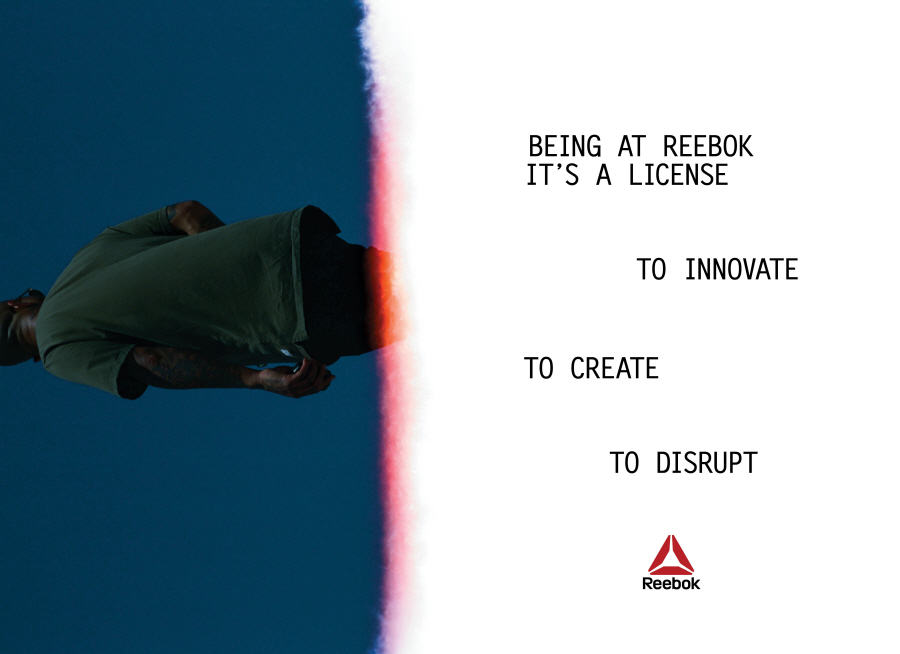 BEING AT REEBOK
IT'S A LICENSE
TO INNOVATE
TO CREATE
TO DISRUPT
Reebok